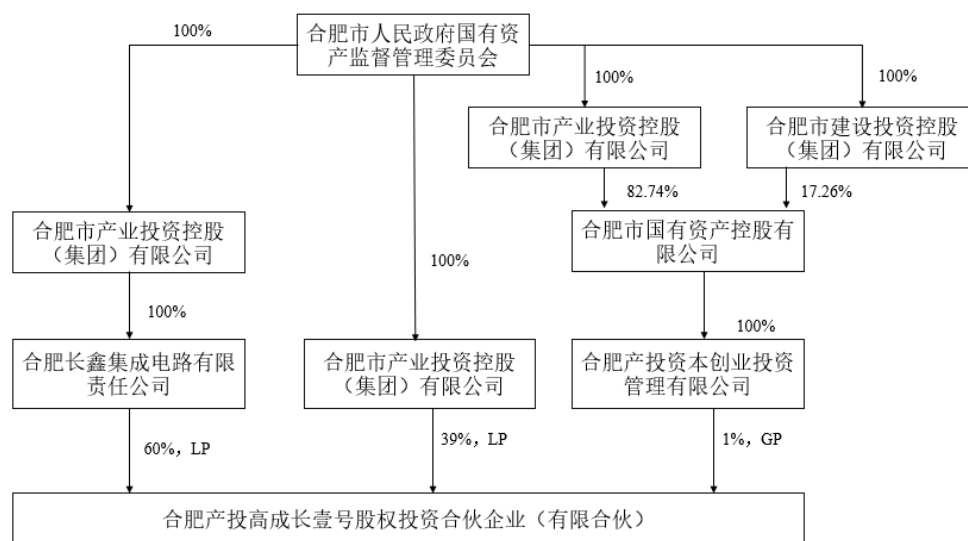 100%
合肥市人民政府国有资
产监督管理委员会
100%
100%
合肥市产业投资控股
（集团）有限公司
合肥市建设投资控股
（集团）有限公司
82.74%
17.26%
合肥市产业投资控股
（集团）有限公司
100%
合肥市国有资产控股有
限公司
100%
100%
合肥长鑫集成电路有限
责任公司
合肥市产业投资控股
（集团）有限公司
合肥产投资本创业投资
管理有限公司
60%，LP
39%，LP
1%，GP
合肥产投高成长壹号股权投资合伙企业（有限合伙）